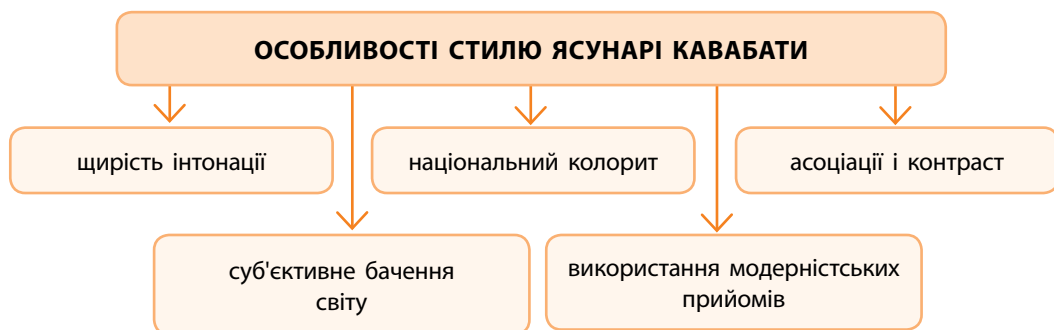 ОСОБЛИВОСТІ СТИЛЮ ЯСУНАРІ КАВАБАТИ
щирість інтонації
національний колорит
асоціації і контраст
суб'єктивне бачення
світу
використання модерністських
прийомів